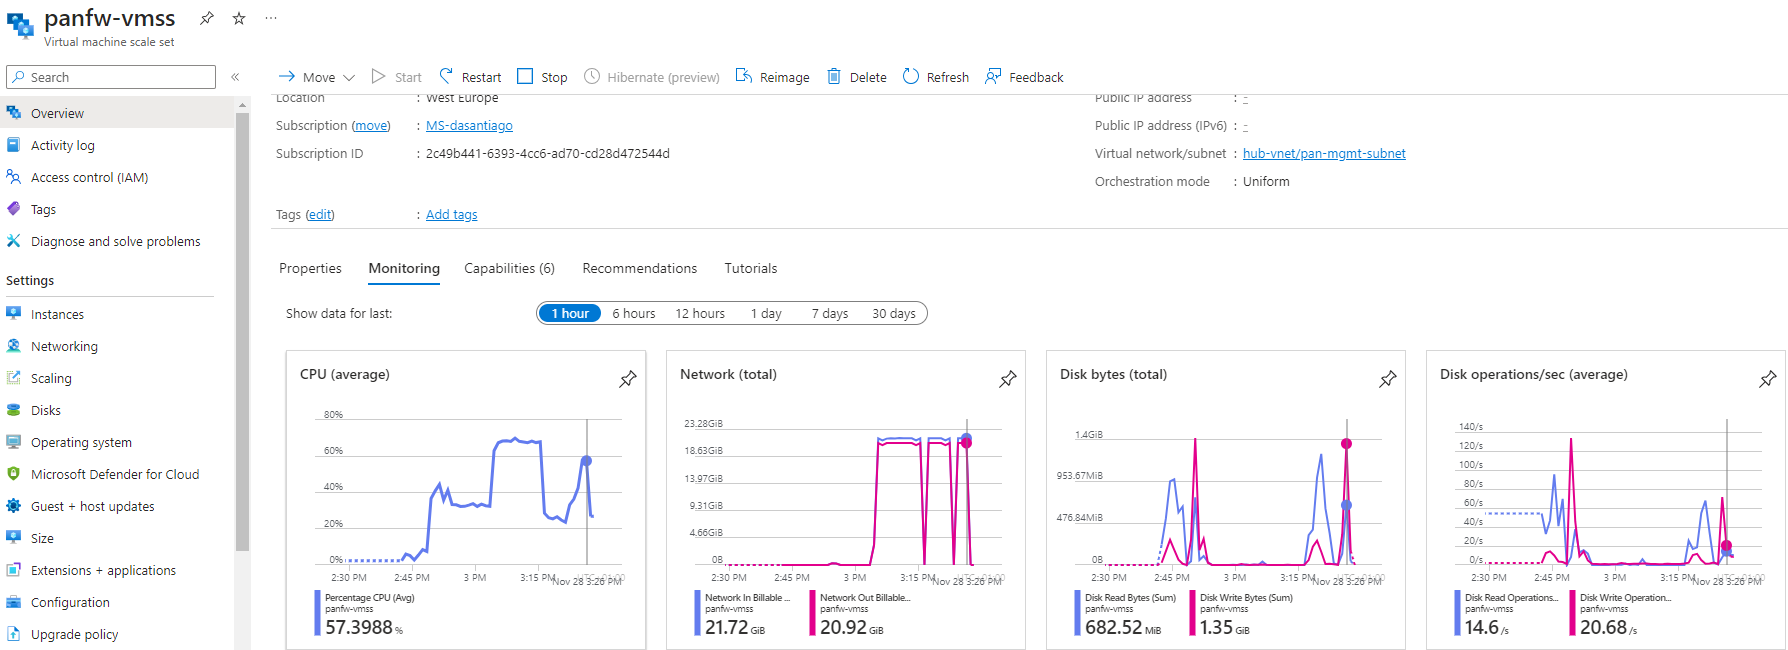 panfw-vmss
Virtual machine scale set
Search
Move
Start
Restart
Stop
Hibernate (preview)
Reimage
Delete
Refresh
Feedback
Overview
Activity log
Access control (IAM)
Tags
Diagnose and solve problems
Settings
Instances
Networking
Scaling
Disks
Operating system
Microsoft Defender for Cloud
Guest + host updates
Size
Extensions + applications
Configuration
Upgrade policy
Location : West Europe
Subscription (move) : MS-dasantiago
Subscription ID : 2c49b441-6393-4cc6-ad70-cd28d472544d
Public IP address : -
Public IP address (IPv6) : -
Virtual network/subnet : hub-vnet/pan-mgmt-subnet
Orchestration mode : Uniform
Tags (edit) : Add tags
Properties Monitoring Capabilities (6) Recommendations Tutorials
Show data for last: 1 hour 6 hours 12 hours 1 day 7 days 30 days
CPU (average)
80%
60%
40%
20%
0%
2:30 PM 2:45 PM 3 PM 3:15 PM Nov 28 3:26 PM
Percentage CPU (Avg)
panfw-vmss
57.3988 %
Network (total)
23.28GiB
18.63GiB
13.97GiB
9.31GiB
4.66GiB
0B
2:30 PM 2:45 PM 3 PM 3:15 PM Nov 28 3:26 PM
Network In Billable ...
panfw-vmss
21.72 GiB
Network Out Billable...
panfw-vmss
20.92 GiB
Disk bytes (total)
1.4GiB
953.67MiB
476.84MiB
0B
2:30 PM 2:45 PM 3 PM 3:15 PM Nov 28 3:26 PM
Disk Read Bytes (Sum)
panfw-vmss
682.52 MiB
Disk Write Bytes (Sum)
panfw-vmss
1.35 GiB
Disk operations/sec (average)
140/s
120/s
100/s
80/s
60/s
40/s
20/s
0/s
2:30 PM 2:45 PM 3 PM 3:15 PM Nov 28 3:26 PM
Disk Read Operations...
panfw-vmss
14.6 /s
Disk Write Operation...
panfw-vmss
20.68 /s